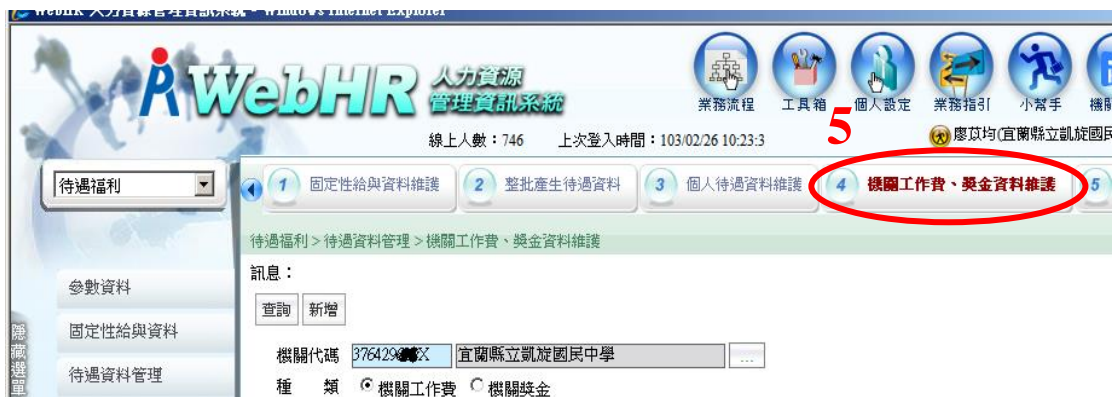 WebHR 人力資源管理資訊系統 - Windows Internet Explorer
WebHR 人力資源
管理資訊系統
業務流程 工具箱 個人設定 業務指引 小幫手
線上人數：746 上次登入時間：103/02/26 10:23:3
5
廖苡均(宜蘭縣立凱旋國民
待遇福利
1 固定性給與資料維護 2 整批產生待遇資料 3 個人待遇資料維護 4 機關工作費、獎金資料維護 5
待遇福利 > 待遇資料管理 > 機關工作費、獎金資料維護
訊息：
查詢 新增
機關代碼 376429 X 宜蘭縣立凱旋國民中學 ...
種 類 機關工作費 機關獎金
參數資料
固定性給與資料
待遇資料管理
隱藏選單